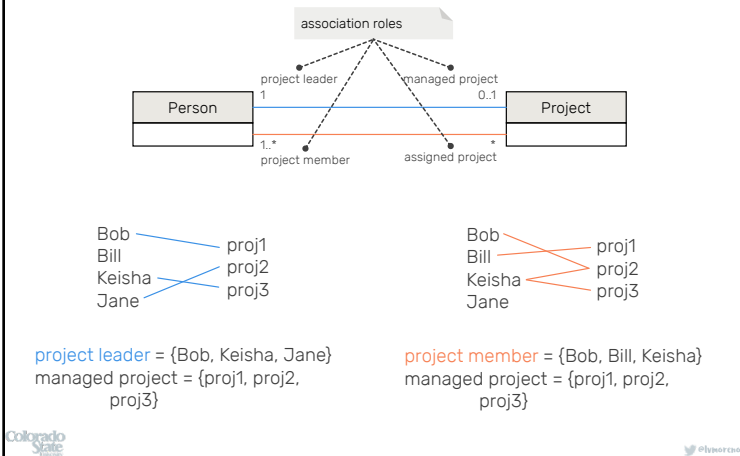 association roles
project leader
managed project
1
0..1
Person
Project
1..*
*
project member
assigned project
Bob
Bill
Keisha
Jane
proj1
proj2
proj3
Bob
Bill
Keisha
Jane
proj1
proj2
proj3
project leader = {Bob, Keisha, Jane}
managed project = {proj1, proj2,
proj3}
project member = {Bob, Bill, Keisha}
managed project = {proj1, proj2,
proj3}
Colorado
State
@lvmoreno